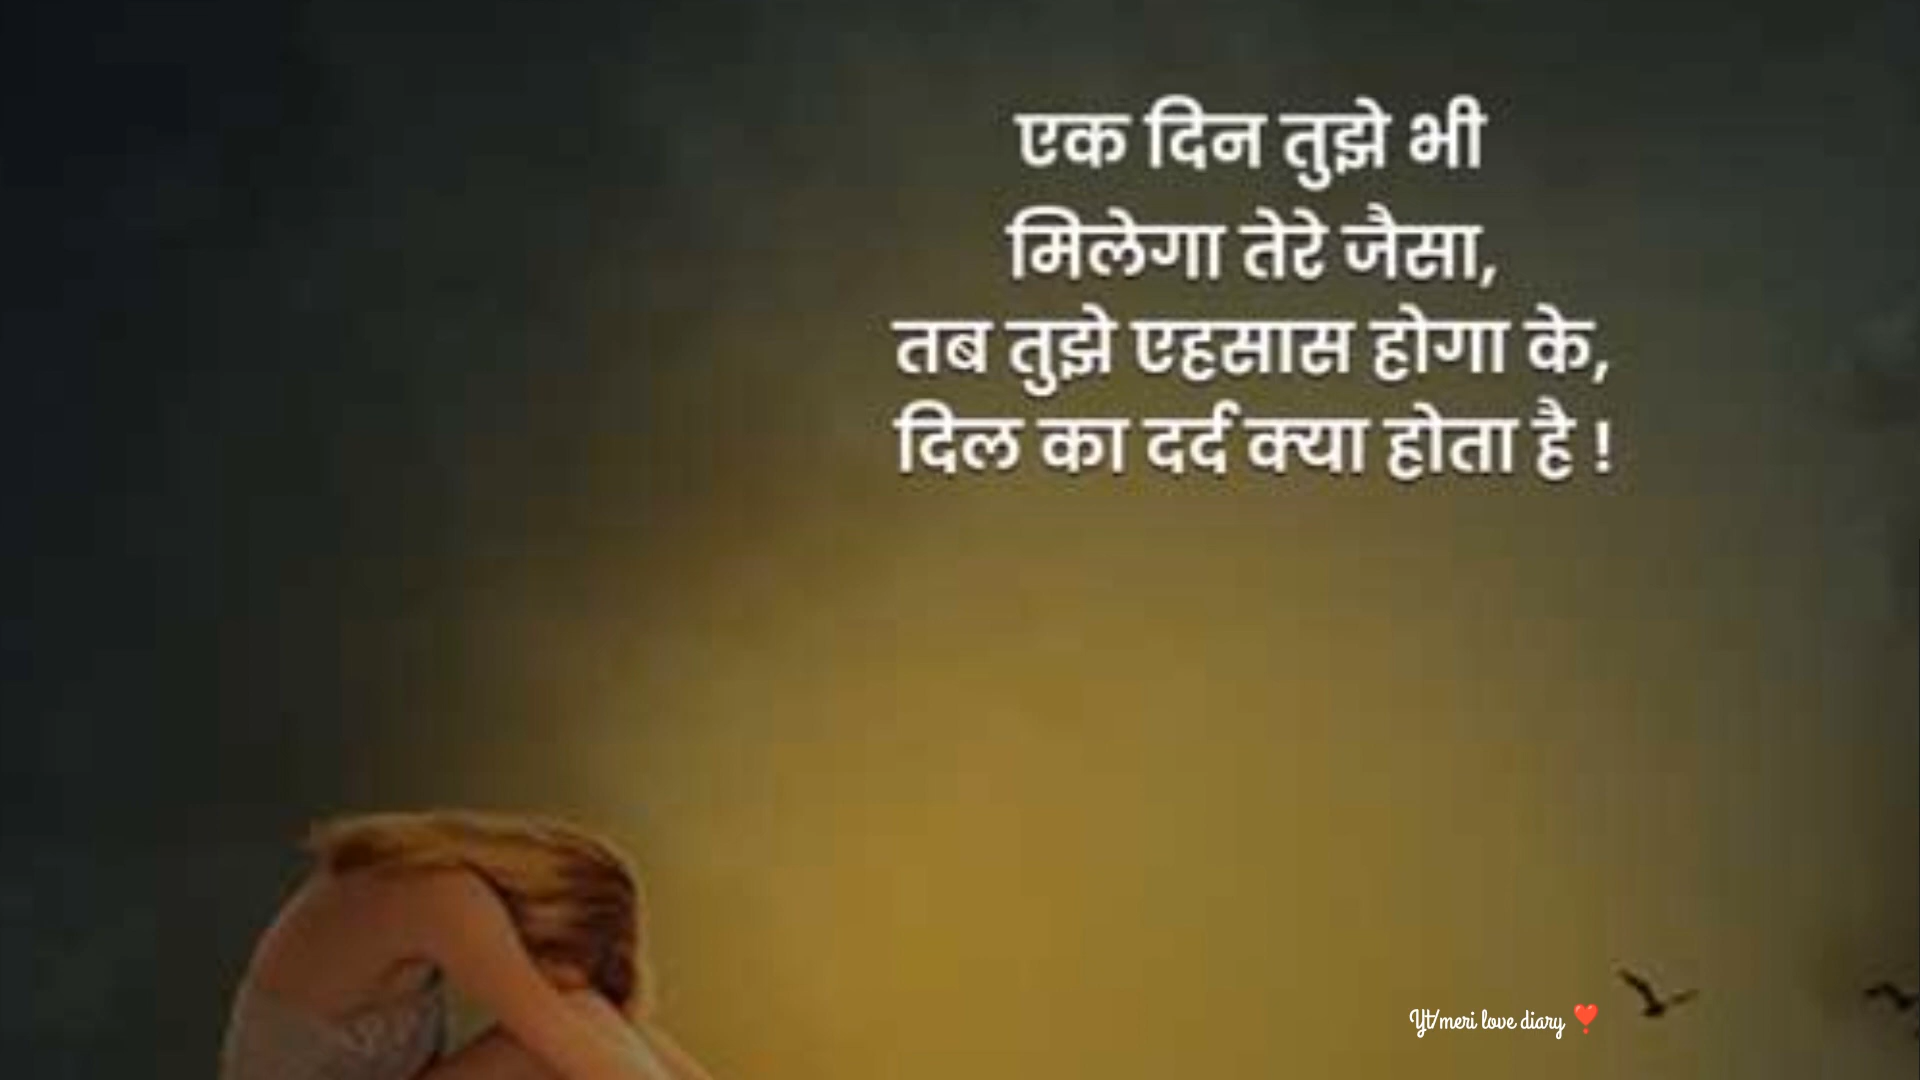 एक दिन तुझे भी
मिलेगा तेरे जैसा,
तब तुझे एहसास होगा के,
दिल का दर्द क्या होता है !
Yt/meri love diary ❣️